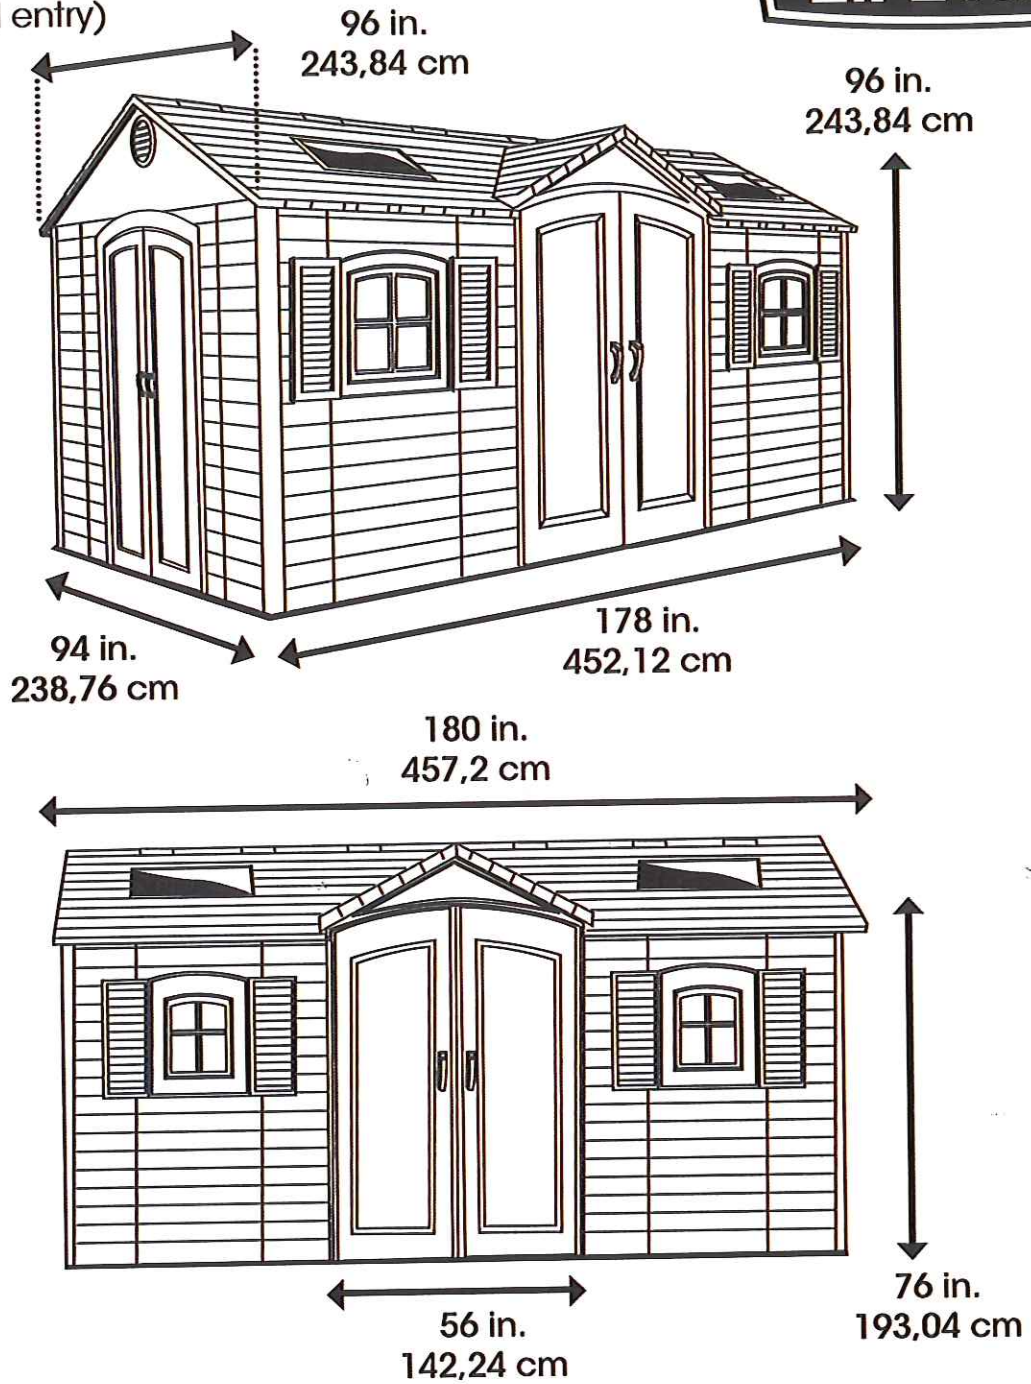 entry)
96 in.
243,84 cm
96 in.
243,84 cm
94 in.
238,76 cm
178 in.
452,12 cm
180 in.
457,2 cm
76 in.
193,04 cm
56 in.
142,24 cm